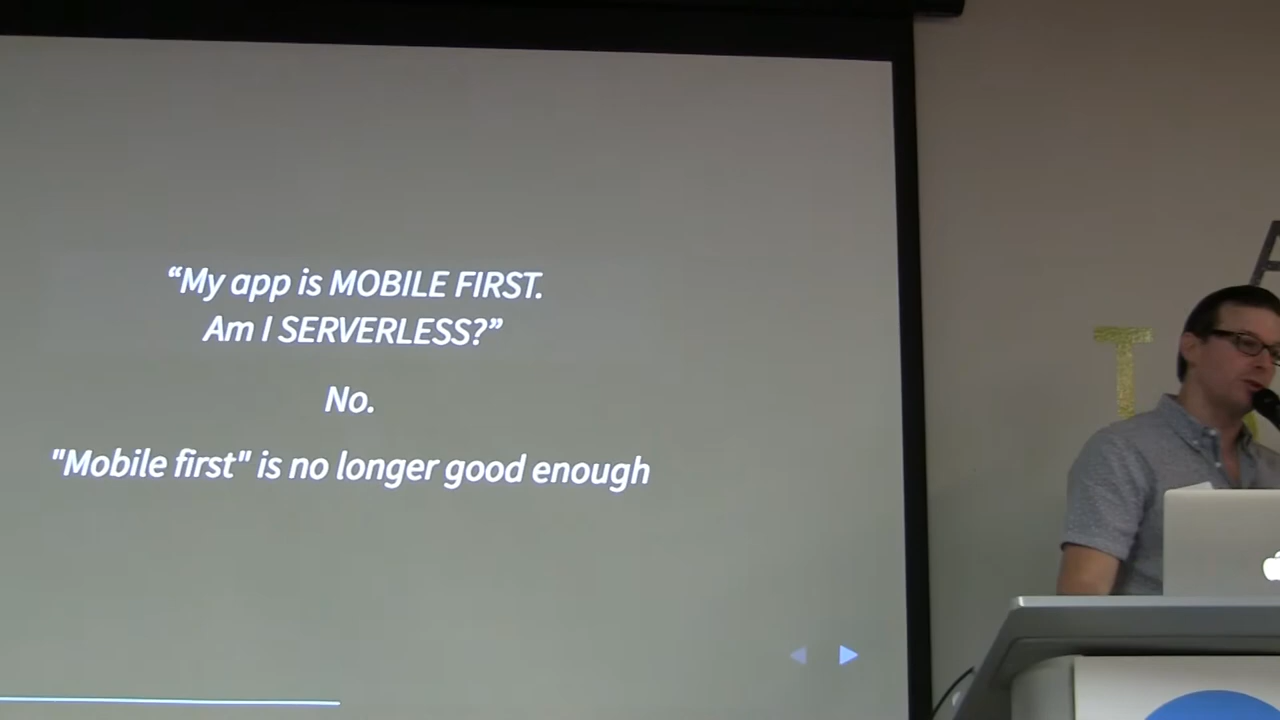 “My app is MOBILE FIRST.
Am I SERVERLESS?”
No.
"Mobile first" is no longer good enough
T